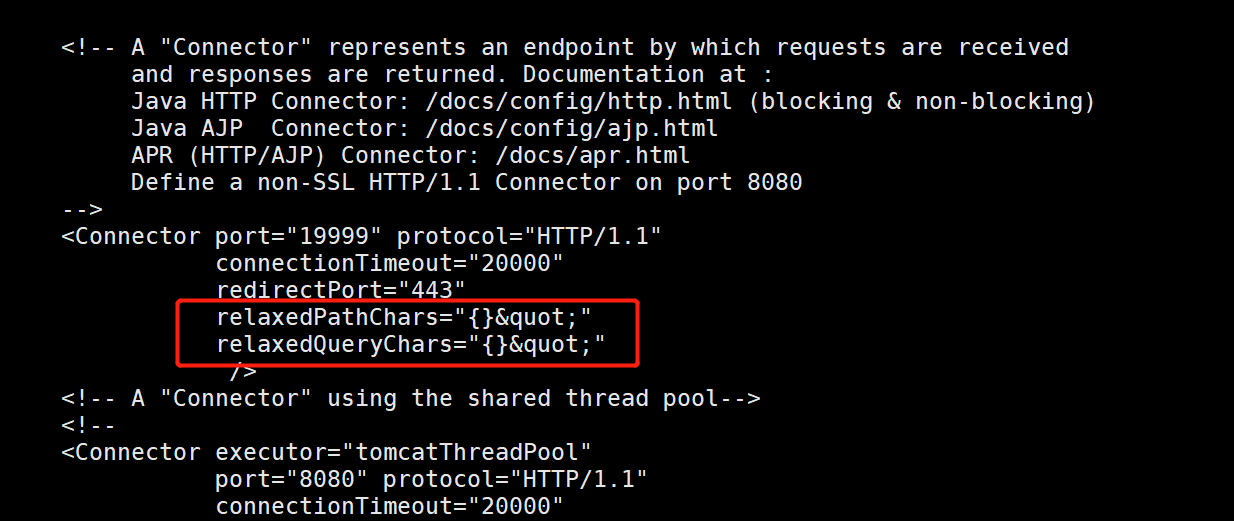 <!-- A "Connector" represents an endpoint by which requests are received
and responses are returned. Documentation at :
Java HTTP Connector: /docs/config/http.html (blocking & non-blocking)
Java AJP  Connector: /docs/config/ajp.html
APR (HTTP/AJP) Connector: /docs/apr.html
Define a non-SSL HTTP/1.1 Connector on port 8080
-->
<Connector port="19999" protocol="HTTP/1.1"
connectionTimeout="20000"
redirectPort="443"
relaxedPathChars="{}&quot;"
relaxedQueryChars="{}&quot;"
/>
<!-- A "Connector" using the shared thread pool-->
<!--
<Connector executor="tomcatThreadPool"
port="8080" protocol="HTTP/1.1"
connectionTimeout="20000"